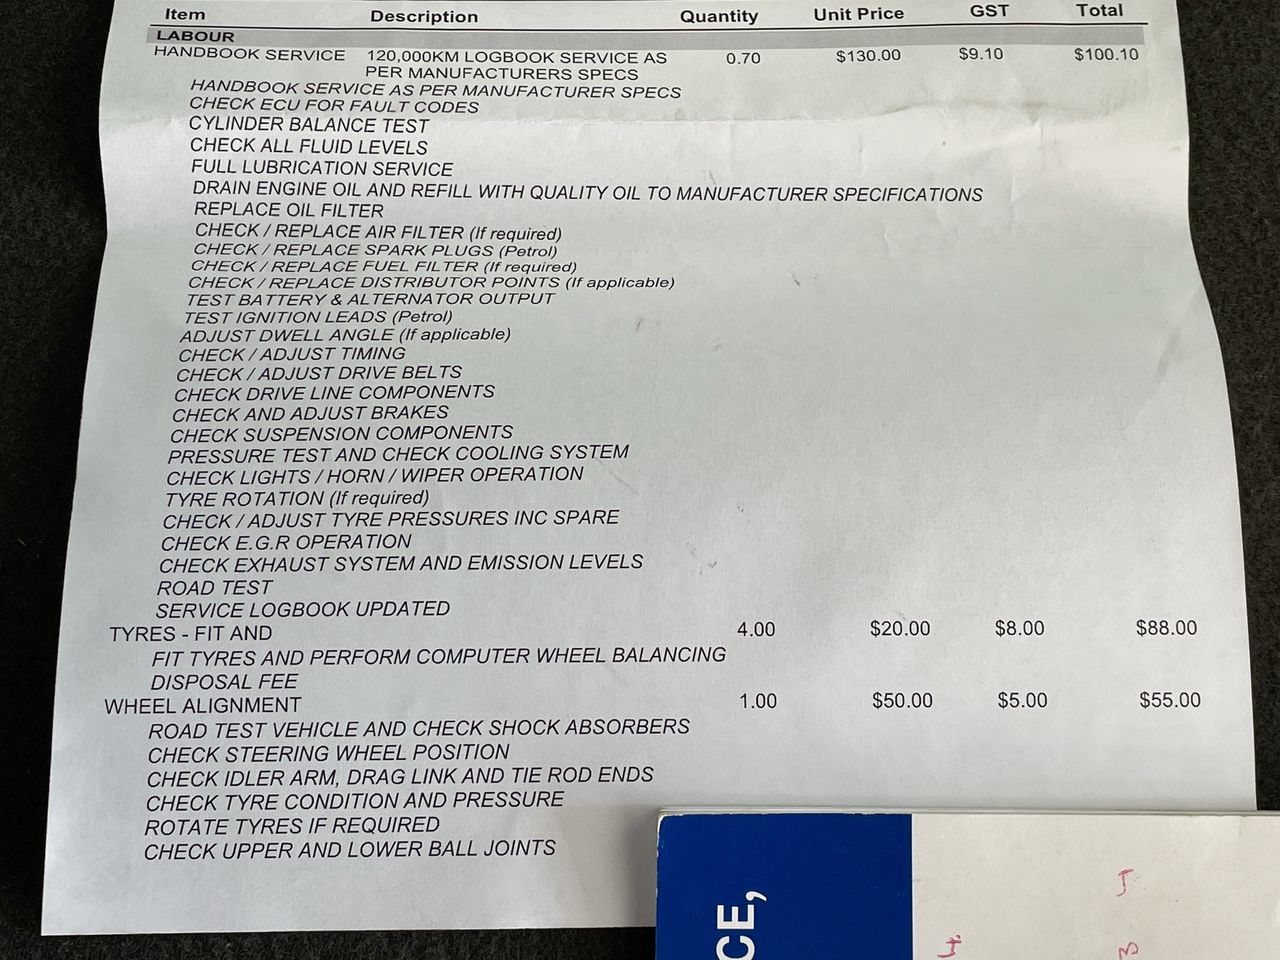 Item Description Quantity Unit Price GST Total
LABOUR
HANDBOOK SERVICE 120,000KM LOGBOOK SERVICE AS 0.70 $130.00 $9.10 $100.10
PER MANUFACTURERS SPECS
HANDBOOK SERVICE AS PER MANUFACTURER SPECS
CHECK ECU FOR FAULT CODES
CYLINDER BALANCE TEST
CHECK ALL FLUID LEVELS
FULL LUBRICATION SERVICE
DRAIN ENGINE OIL AND REFILL WITH QUALITY OIL TO MANUFACTURER SPECIFICATIONS
REPLACE OIL FILTER
CHECK / REPLACE AIR FILTER (If required)
CHECK / REPLACE SPARK PLUGS (Petrol)
CHECK / REPLACE FUEL FILTER (If required)
CHECK / REPLACE DISTRIBUTOR POINTS (If applicable)
TEST BATTERY & ALTERNATOR OUTPUT
TEST IGNITION LEADS (Petrol)
ADJUST DWELL ANGLE (If applicable)
CHECK / ADJUST TIMING
CHECK / ADJUST DRIVE BELTS
CHECK DRIVE LINE COMPONENTS
CHECK AND ADJUST BRAKES
CHECK SUSPENSION COMPONENTS
PRESSURE TEST AND CHECK COOLING SYSTEM
CHECK LIGHTS / HORN / WIPER OPERATION
TYRE ROTATION (If required)
CHECK / ADJUST TYRE PRESSURES INC SPARE
CHECK E.G.R OPERATION
CHECK EXHAUST SYSTEM AND EMISSION LEVELS
ROAD TEST
SERVICE LOGBOOK UPDATED
TYRES - FIT AND 4.00 $20.00 $8.00 $88.00
FIT TYRES AND PERFORM COMPUTER WHEEL BALANCING
DISPOSAL FEE
WHEEL ALIGNMENT 1.00 $50.00 $5.00 $55.00
ROAD TEST VEHICLE AND CHECK SHOCK ABSORBERS
CHECK STEERING WHEEL POSITION
CHECK IDLER ARM, DRAG LINK AND TIE ROD ENDS
CHECK TYRE CONDITION AND PRESSURE
ROTATE TYRES IF REQUIRED
CHECK UPPER AND LOWER BALL JOINTS
CE,